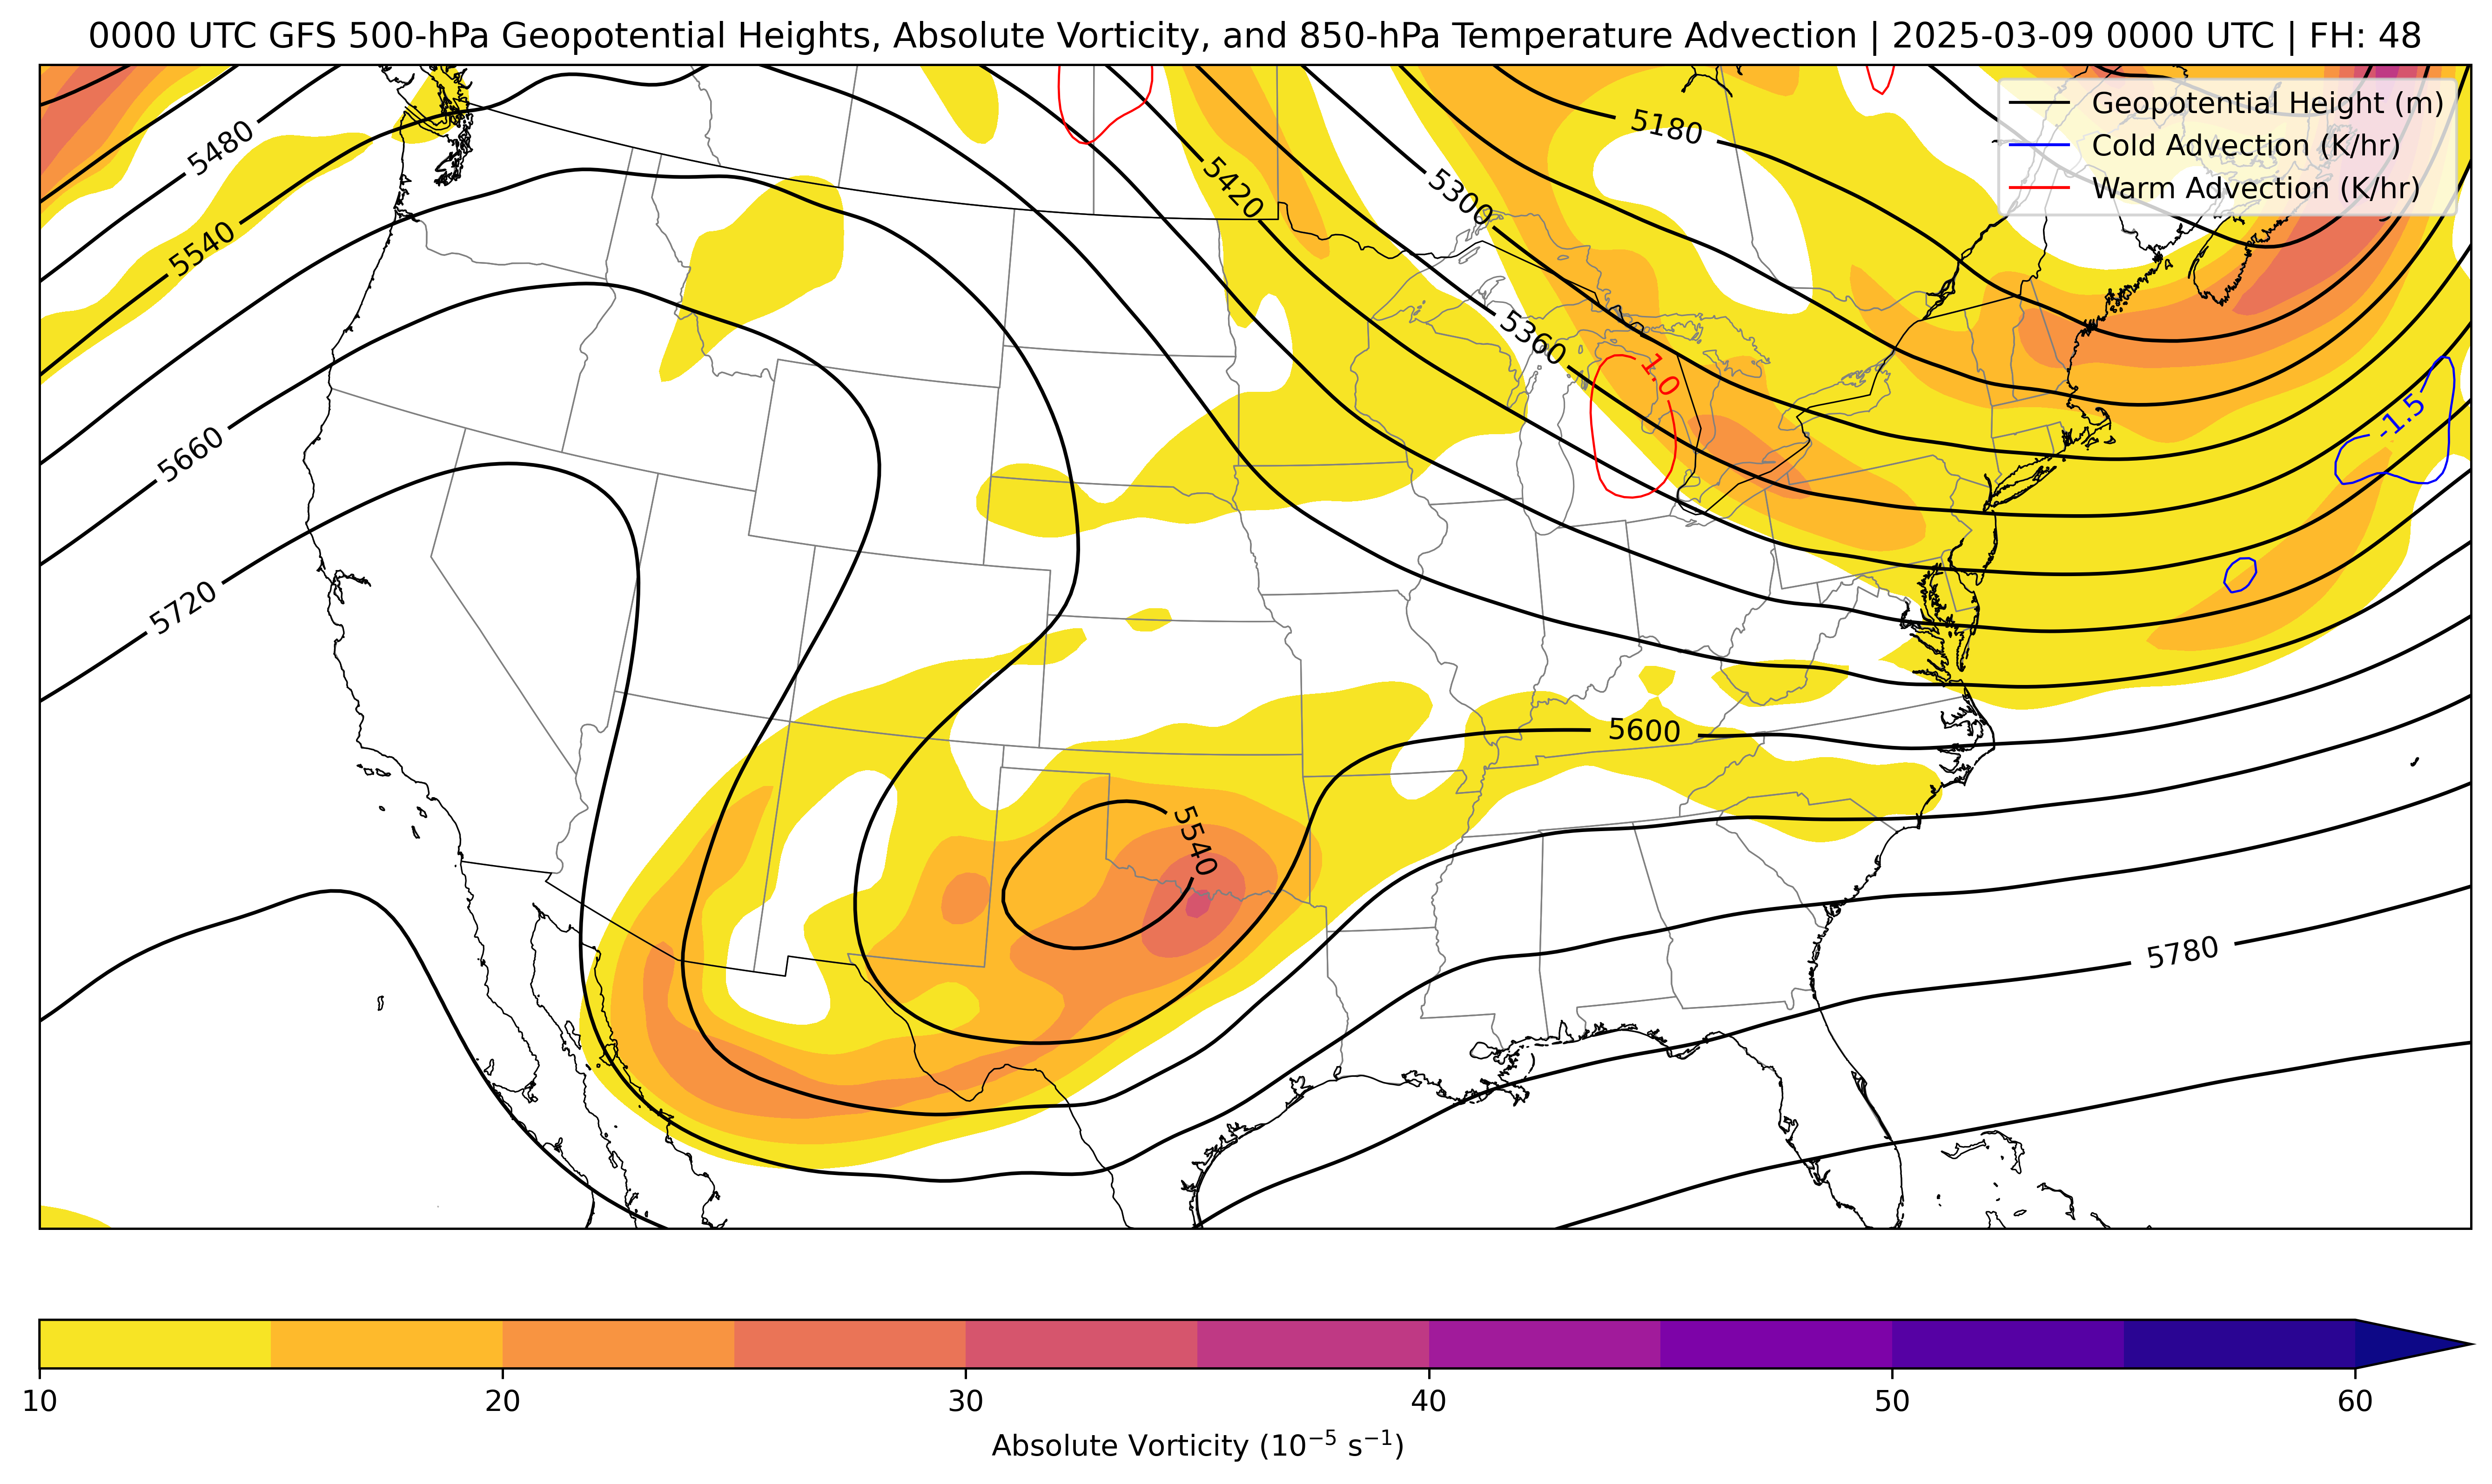 0000 UTC GFS 500-hPa Geopotential Heights, Absolute Vorticity, and 850-hPa Temperature Advection | 2025-03-09 0000 UTC | FH: 48
Geopotential Height (m)
Cold Advection (K/hr)
Warm Advection (K/hr)
5480
5180
5420
5300
5540
5360
1.0
-1.5
5660
5720
5600
5540
5780
10 20 30 40 50 60
Absolute Vorticity (10⁻⁵ s⁻¹)